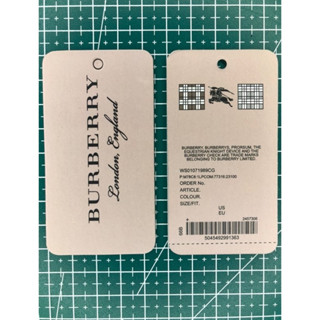 BURBERRY
London, England
BURBERRY, BURBERRYS, PRORSUM, THE
EQUESTRIAN KNIGHT DEVICE AND THE
BURBERRY CHECK ARE TRADE MARKS
BELONGING TO BURBERRY LIMITED.
ORDER No.
ARTICLE.
COLOUR.
SIZE/FIT.
US
EU